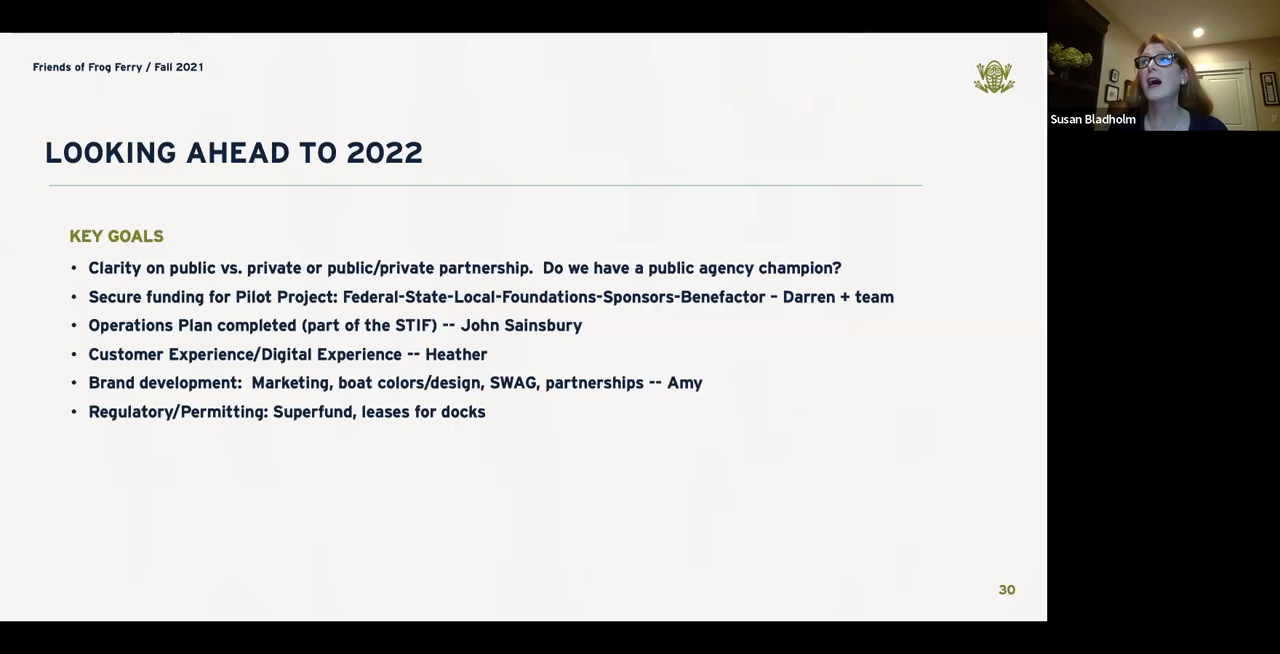 Friends of Frog Ferry / Fall 2021
Susan Bladholm
LOOKING AHEAD TO 2022
KEY GOALS
• Clarity on public vs. private or public/private partnership.  Do we have a public agency champion?
• Secure funding for Pilot Project: Federal-State-Local-Foundations-Sponsors-Benefactor – Darren + team
• Operations Plan completed (part of the STIF) -- John Sainsbury
• Customer Experience/Digital Experience -- Heather
• Brand development:  Marketing, boat colors/design, SWAG, partnerships -- Amy
• Regulatory/Permitting: Superfund, leases for docks
30